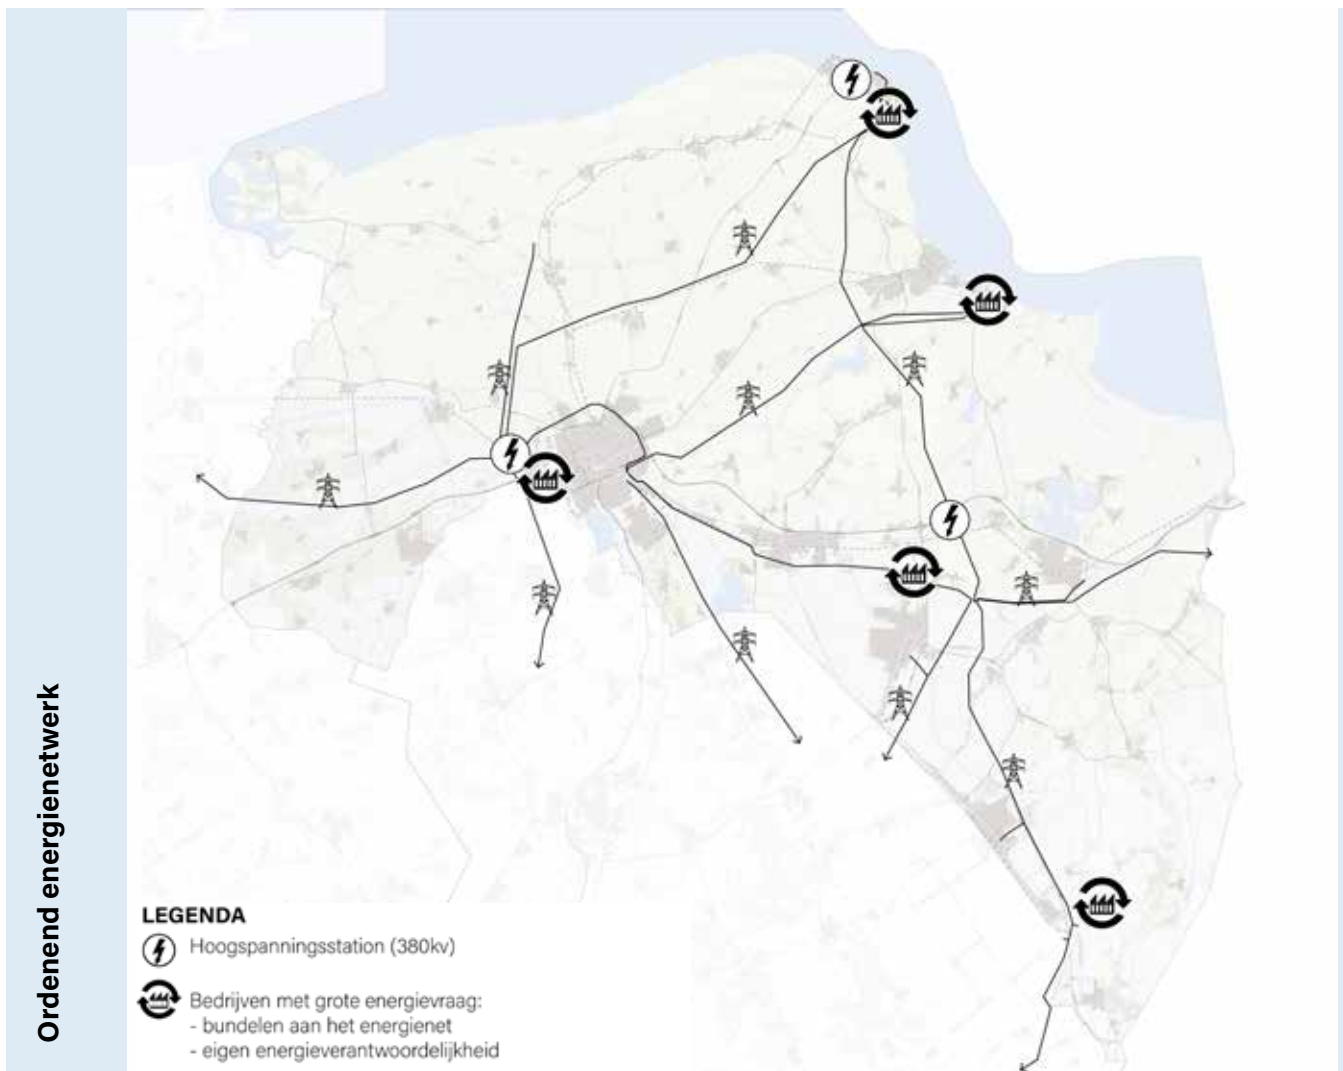 Ordenend energienetwerk
LEGENDA
Hoogspanningsstation (380kv)
Bedrijven met grote energievraag:
- bundelen aan het energienet
- eigen energieverantwoordelijkheid